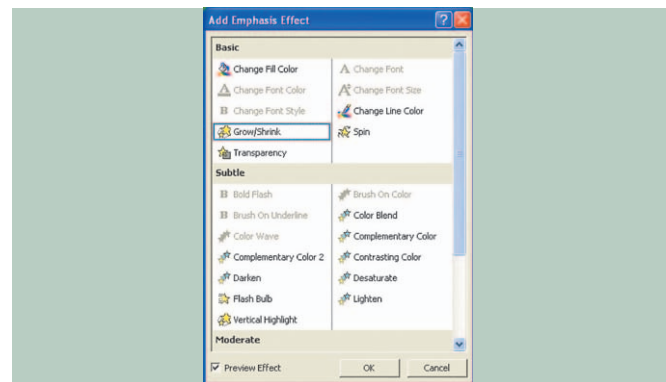 Add Emphasis Effect
Basic
Change Fill Color
Change Font
Change Font Color
Change Font Size
Change Font Style
Change Line Color
Grow/Shrink
Spin
Transparency
Subtle
Bold Flash
Brush On Color
Brush On Underline
Color Blend
Color Wave
Complementary Color
Complementary Color 2
Contrasting Color
Darken
Desaturate
Flash Bulb
Lighten
Vertical Highlight
Moderate
Preview Effect
OK
Cancel